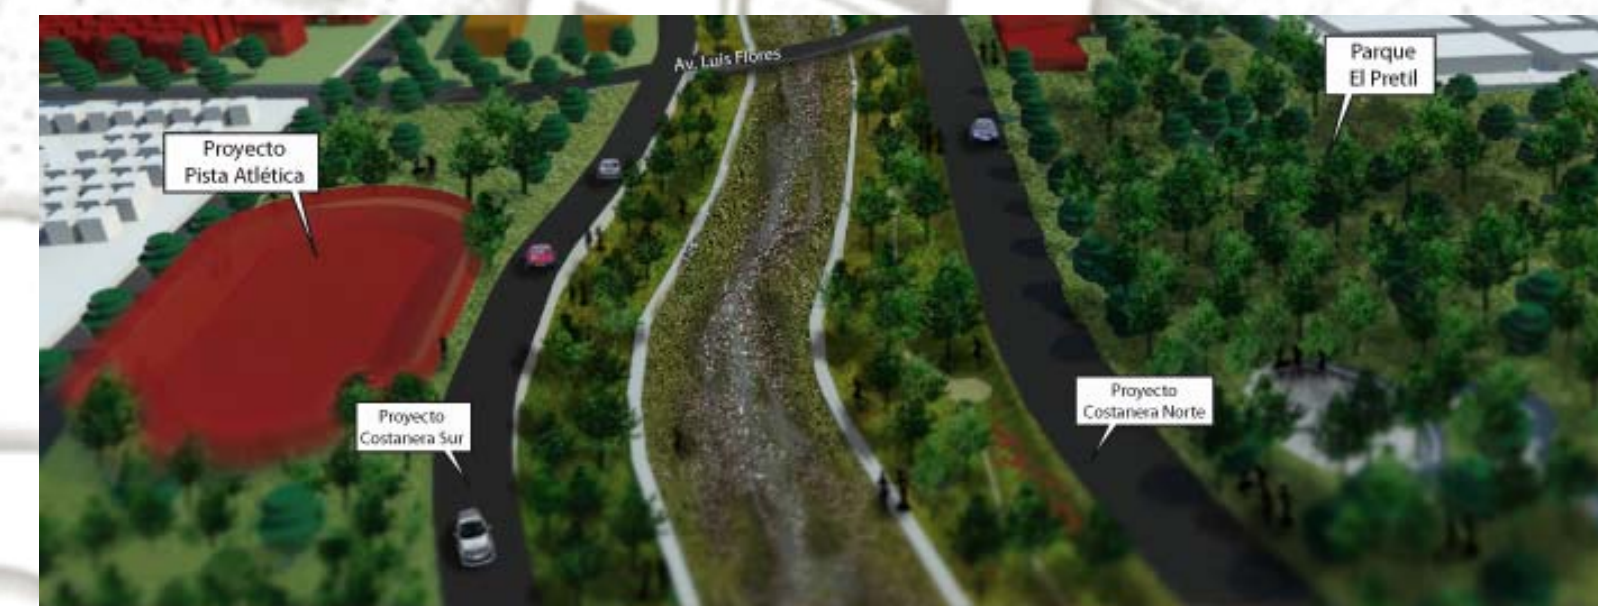 Av. Luis Flores
Parque
El Pretil
Proyecto
Pista Atlética
Proyecto
Costanera Sur
Proyecto
Costanera Norte